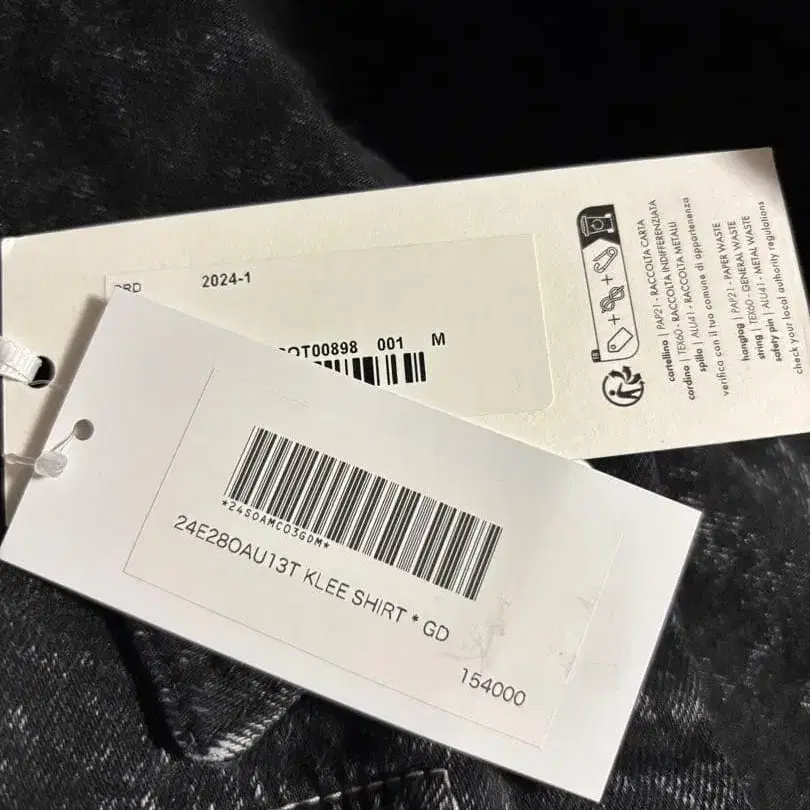 2024-1
001 M
cartellino | PAP21 - RACCOLTA CARTA
cordino | TEX60 - RACCOLTA INDIFFERENZIATA
spillo | ALU41 - RACCOLTA METALLI
verifica con il tuo comune di appartenenza
hangtag | PAP21 - PAPER WASTE
string | TEX60 - GENERAL WASTE
safety pin | ALU41 - METAL WASTE
check your local authority regulations
*24SOAMC03GDM*
24E28OAU13T KLEE SHIRT * GD
154000